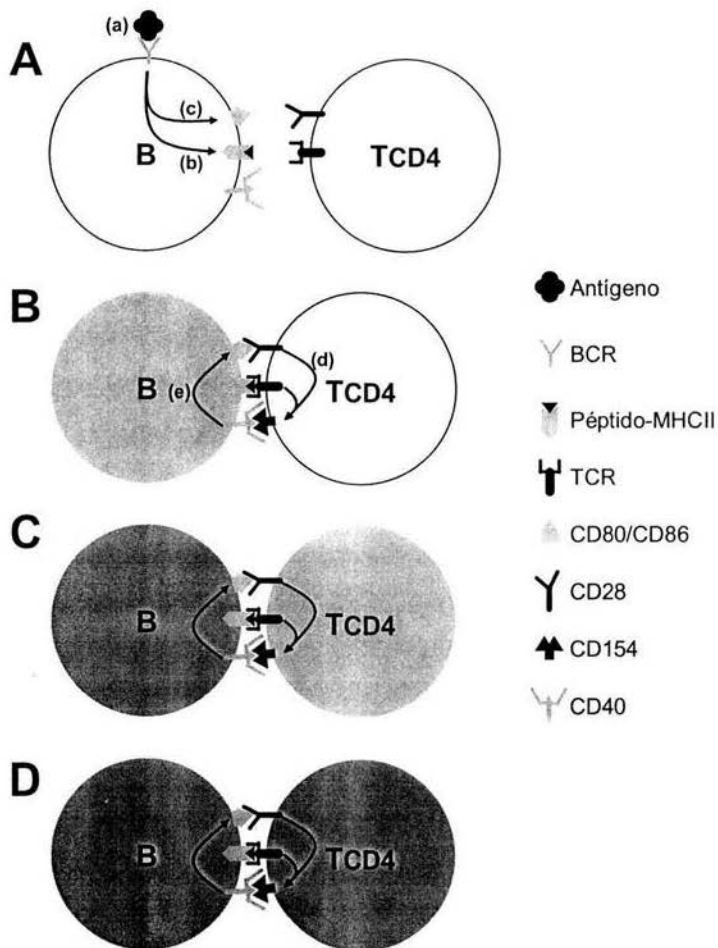 (a)
A
(c)
B
(b)
TCD4
Antígeno
B
(d)
BCR
B
(e)
TCD4
Péptido-MHCII
TCR
CD80/CD86
C
CD28
B
TCD4
CD154
CD40
D
B
TCD4